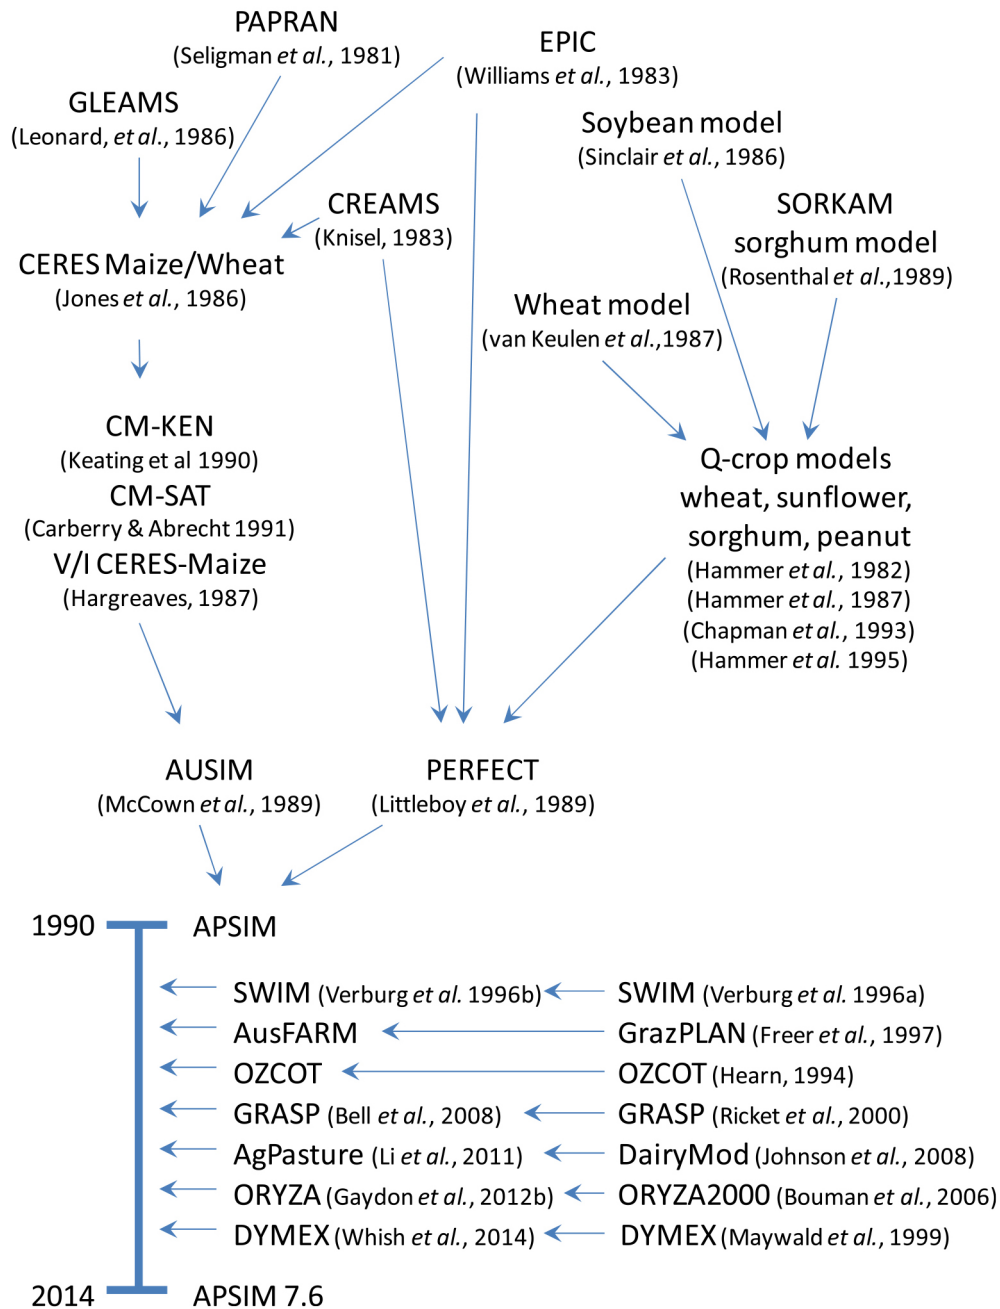 PAPRAN
(Seligman et al., 1981)
EPIC
(Williams et al., 1983)
GLEAMS
(Leonard, et al., 1986)
Soybean model
(Sinclair et al., 1986)
CREAMS
(Knisel, 1983)
SORKAM
sorghum model
(Rosenthal et al.,1989)
CERES Maize/Wheat
(Jones et al., 1986)
Wheat model
(van Keulen et al.,1987)
CM-KEN
(Keating et al 1990)
CM-SAT
(Carberry & Abrecht 1991)
V/I CERES-Maize
(Hargreaves, 1987)
Q-crop models
wheat, sunflower,
sorghum, peanut
(Hammer et al., 1982)
(Hammer et al., 1987)
(Chapman et al., 1993)
(Hammer et al. 1995)
AUSIM
(McCown et al., 1989)
PERFECT
(Littleboy et al., 1989)
1990 APSIM
SWIM (Verburg et al. 1996b) SWIM (Verburg et al. 1996a)
AusFARM GrazPLAN (Freer et al., 1997)
OZCOT OZCOT (Hearn, 1994)
GRASP (Bell et al., 2008) GRASP (Ricket et al., 2000)
AgPasture (Li et al., 2011) DairyMod (Johnson et al., 2008)
ORYZA (Gaydon et al., 2012b) ORYZA2000 (Bouman et al., 2006)
DYMEX (Whish et al., 2014) DYMEX (Maywald et al., 1999)
2014 APSIM 7.6